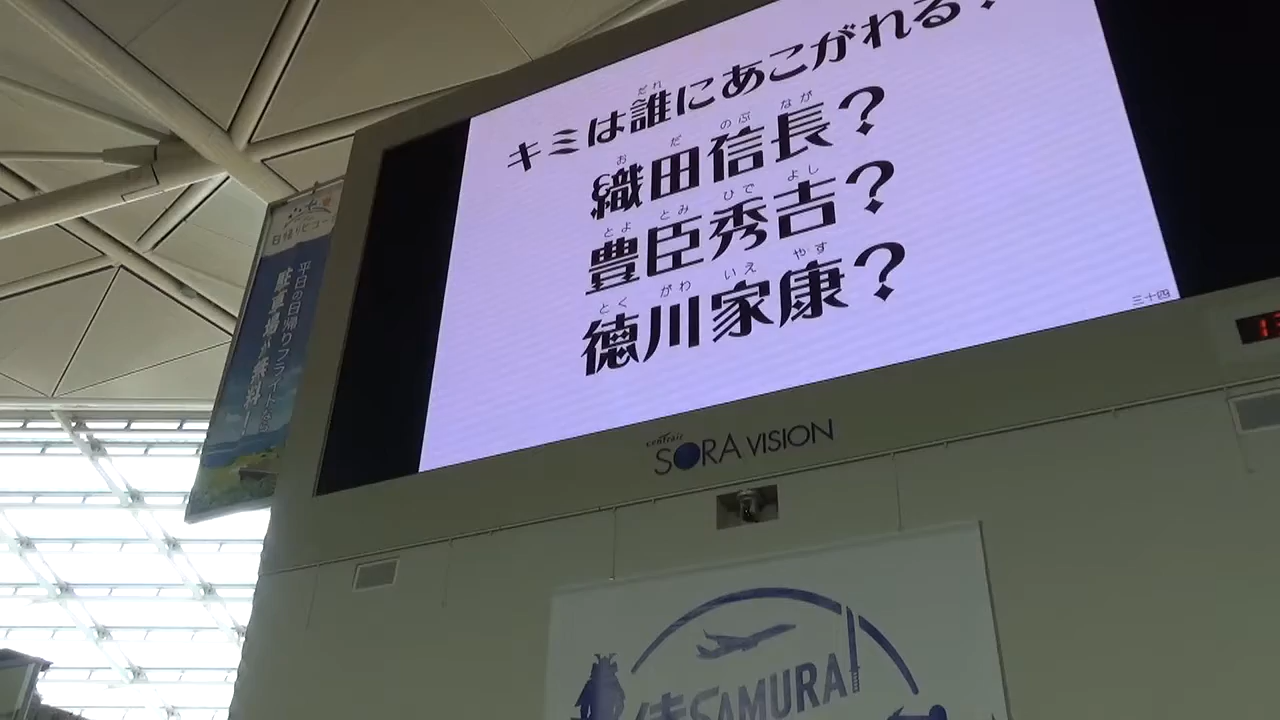 キミは誰にあこがれる?
だれ
織田信長?
お だ のぶ なが
豊臣秀吉?
とよ とみ ひで よし
徳川家康?
とく がわ いえ やす
三十四
平日の日帰りフライトなら
駐車場が無料!
centrair
SORA VISION
侍SAMURAI